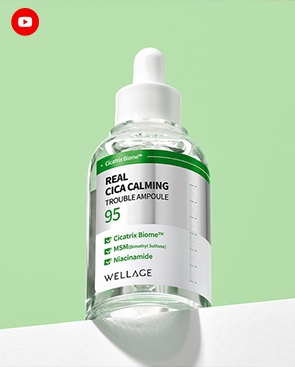 Cicatrix Biome™
REAL
CICA CALMING
TROUBLE AMPOULE
95
Cicatrix Biome™
MSM(Dimethyl Sulfone)
Niacinamide
WELLAGE